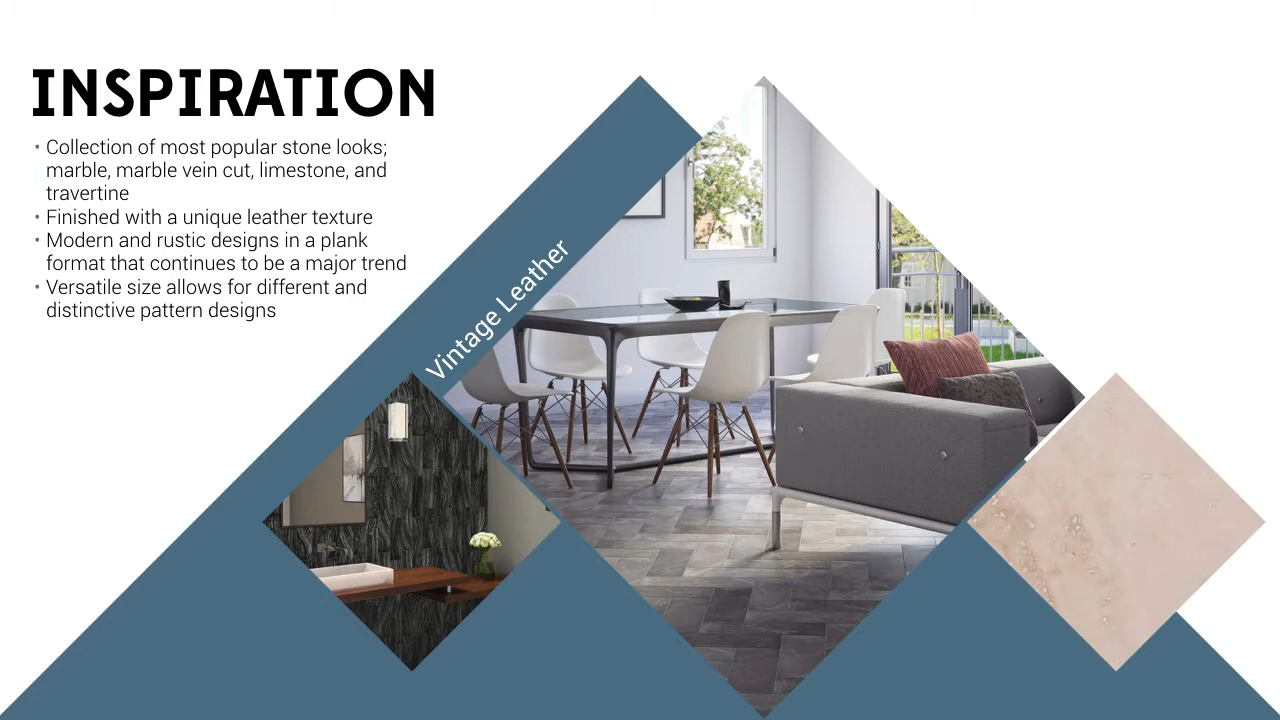 INSPIRATION
• Collection of most popular stone looks;
marble, marble vein cut, limestone, and
travertine
• Finished with a unique leather texture
• Modern and rustic designs in a plank
format that continues to be a major trend
• Versatile size allows for different and
distinctive pattern designs
Vintage Leather